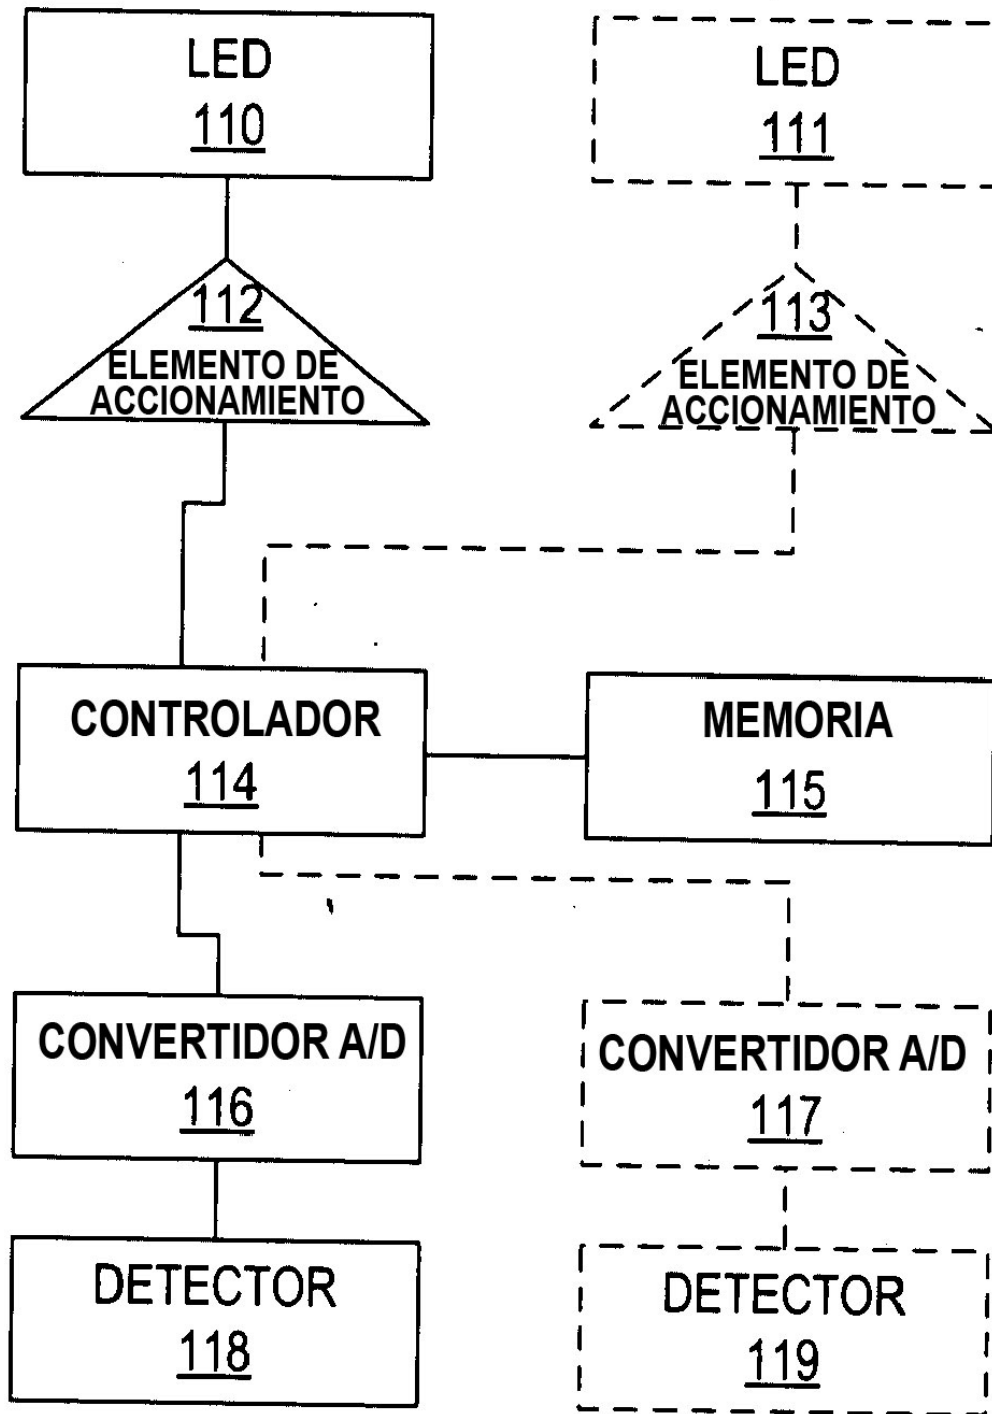 LED
110
LED
111
112
ELEMENTO DE
ACCIONAMIENTO
113
ELEMENTO DE
ACCIONAMIENTO
CONTROLADOR
114
MEMORIA
115
CONVERTIDOR A/D
116
CONVERTIDOR A/D
117
DETECTOR
118
DETECTOR
119